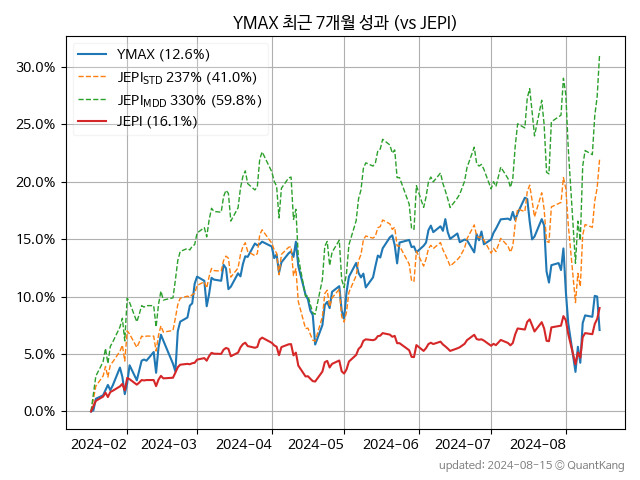 YMAX 최근 7개월 성과 (vs JEPI)
YMAX (12.6%)
JEPISTD 237% (41.0%)
JEPIMDD 330% (59.8%)
JEPI (16.1%)
30.0%
25.0%
20.0%
15.0%
10.0%
5.0%
0.0%
2024-02 2024-03 2024-04 2024-05 2024-06 2024-07 2024-08
updated: 2024-08-15 © QuantKang